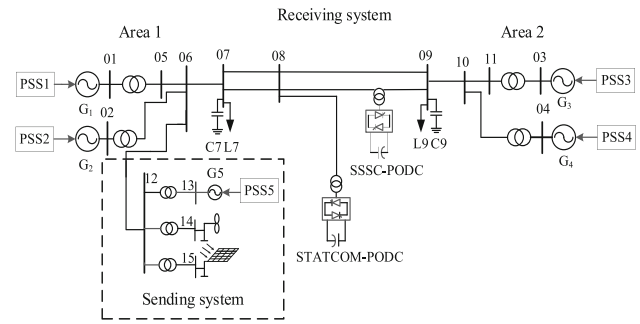 Receiving system
Area 1
Area 2
01
05
06
07
08
09
10
11
03
PSS1
G1
G3
PSS3
02
04
PSS2
G2
C7 L7
L9 C9
G4
PSS4
SSSC-PODC
12
13
G5
PSS5
14
15
STATCOM-PODC
Sending system